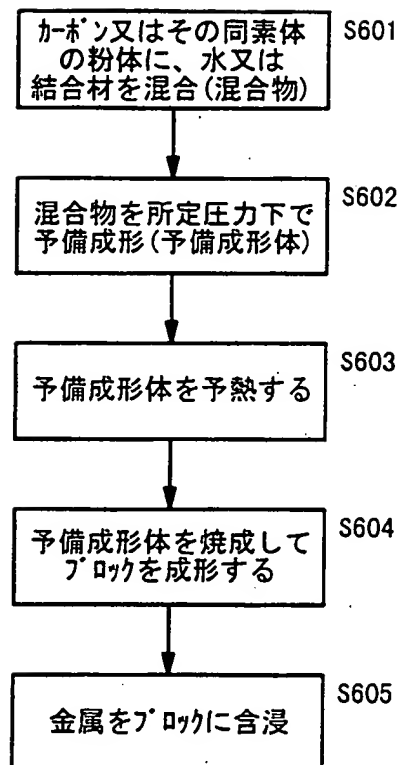 カーボン又はその同素体
の粉体に、水又は
結合材を混合(混合物)
S601
混合物を所定圧力下で
予備成形(予備成形体)
S602
予備成形体を予熱する
S603
予備成形体を焼成して
ブロックを成形する
S604
金属をブロックに含浸
S605